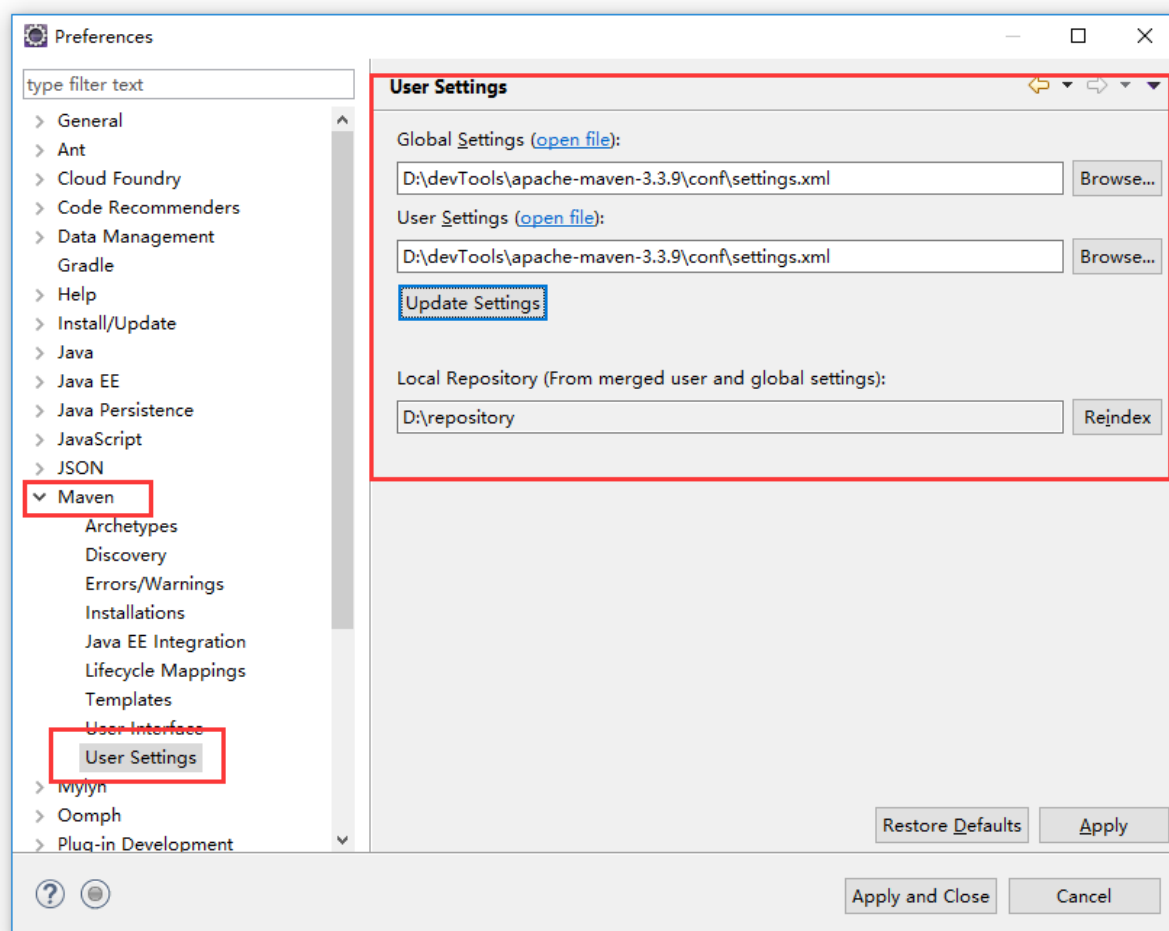 Preferences
type filter text
General
Ant
Cloud Foundry
Code Recommenders
Data Management
Gradle
Help
Install/Update
Java
Java EE
Java Persistence
JavaScript
JSON
Maven
Archetypes
Discovery
Errors/Warnings
Installations
Java EE Integration
Lifecycle Mappings
Templates
User Interface
User Settings
Mylyn
Oomph
Plug-in Development
User Settings
Global Settings (open file):
D:\devTools\apache-maven-3.3.9\conf\settings.xml Browse...
User Settings (open file):
D:\devTools\apache-maven-3.3.9\conf\settings.xml Browse...
Update Settings
Local Repository (From merged user and global settings):
D:\repository Reindex
Restore Defaults Apply
Apply and Close Cancel